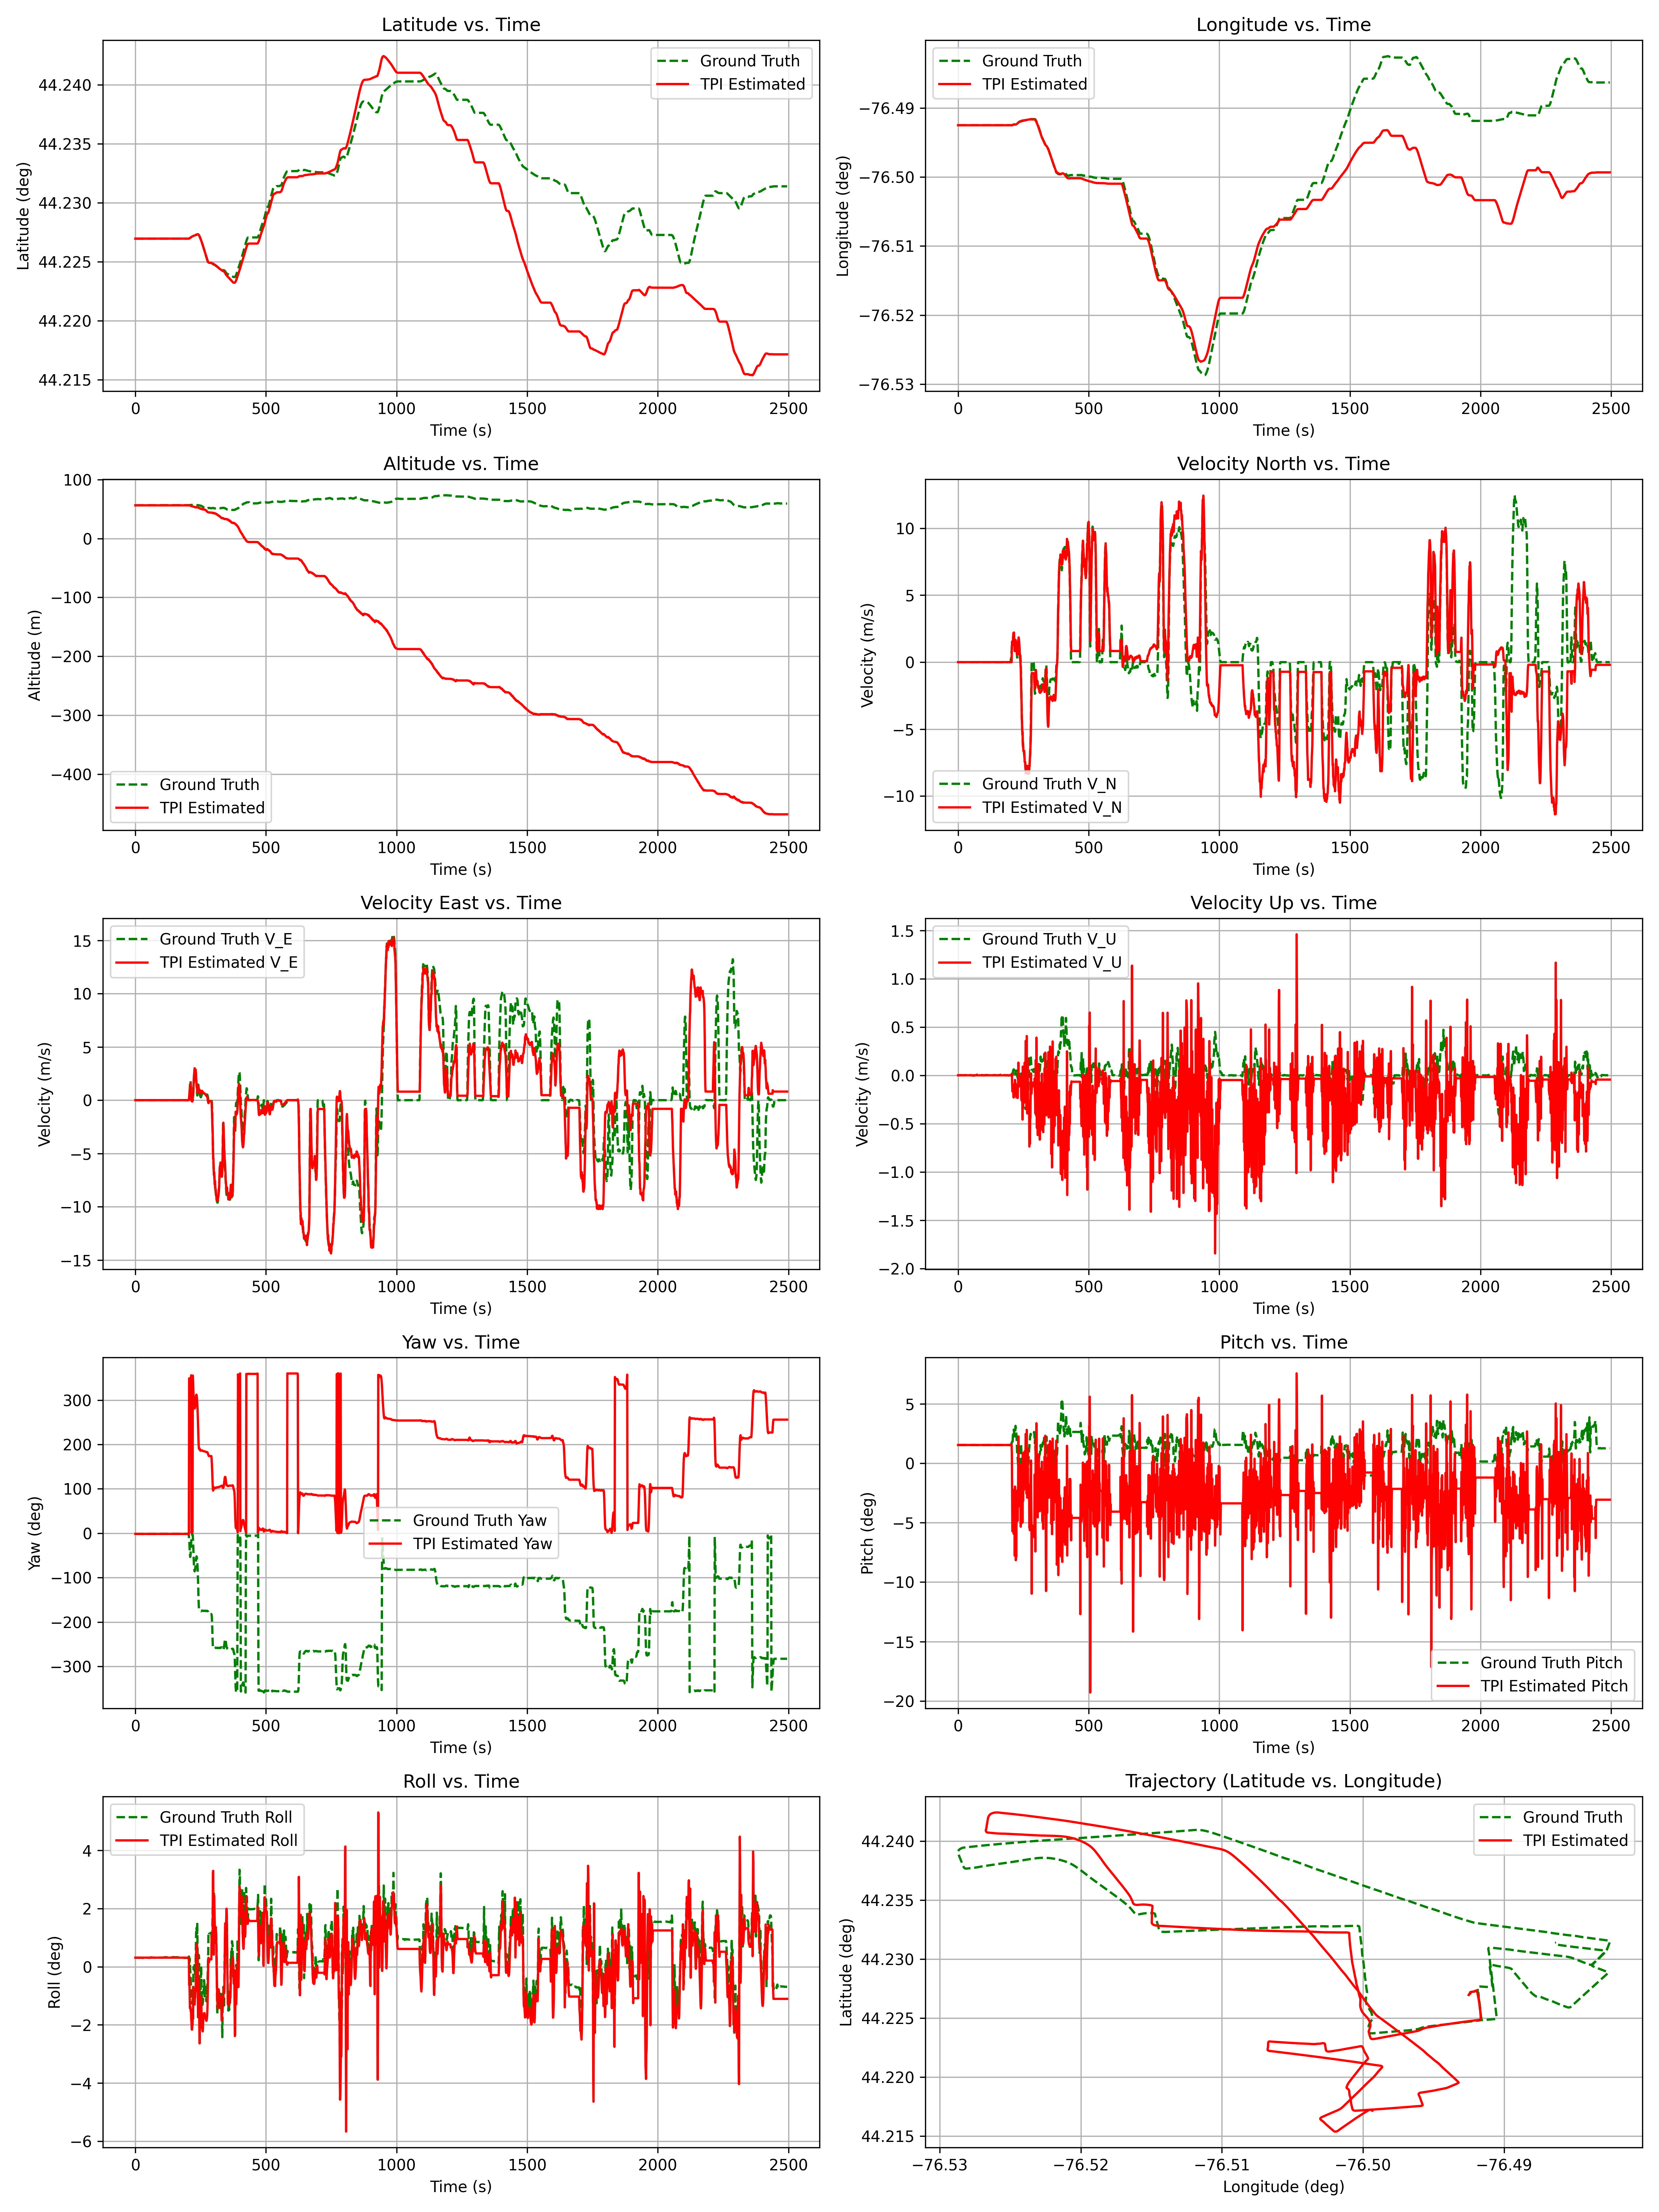 Latitude vs. Time
Latitude (deg)
44.240
44.235
44.230
44.225
44.220
44.215
Ground Truth
TPI Estimated
0 500 1000 1500 2000 2500
Time (s)
Longitude vs. Time
Longitude (deg)
−76.49
−76.50
−76.51
−76.52
−76.53
Ground Truth
TPI Estimated
0 500 1000 1500 2000 2500
Time (s)
Altitude vs. Time
Altitude (m)
100
0
−100
−200
−300
−400
Ground Truth
TPI Estimated
0 500 1000 1500 2000 2500
Time (s)
Velocity North vs. Time
Velocity (m/s)
10
5
0
−5
−10
Ground Truth V_N
TPI Estimated V_N
0 500 1000 1500 2000 2500
Time (s)
Velocity East vs. Time
Velocity (m/s)
15
10
5
0
−5
−10
−15
Ground Truth V_E
TPI Estimated V_E
0 500 1000 1500 2000 2500
Time (s)
Velocity Up vs. Time
Velocity (m/s)
1.5
1.0
0.5
0.0
−0.5
−1.0
−1.5
−2.0
Ground Truth V_U
TPI Estimated V_U
0 500 1000 1500 2000 2500
Time (s)
Yaw vs. Time
Yaw (deg)
300
200
100
0
−100
−200
−300
Ground Truth Yaw
TPI Estimated Yaw
0 500 1000 1500 2000 2500
Time (s)
Pitch vs. Time
Pitch (deg)
5
0
−5
−10
−15
−20
Ground Truth Pitch
TPI Estimated Pitch
0 500 1000 1500 2000 2500
Time (s)
Roll vs. Time
Roll (deg)
4
2
0
−2
−4
−6
Ground Truth Roll
TPI Estimated Roll
0 500 1000 1500 2000 2500
Time (s)
Trajectory (Latitude vs. Longitude)
Latitude (deg)
44.240
44.235
44.230
44.225
44.220
44.215
Ground Truth
TPI Estimated
−76.53 −76.52 −76.51 −76.50 −76.49
Longitude (deg)